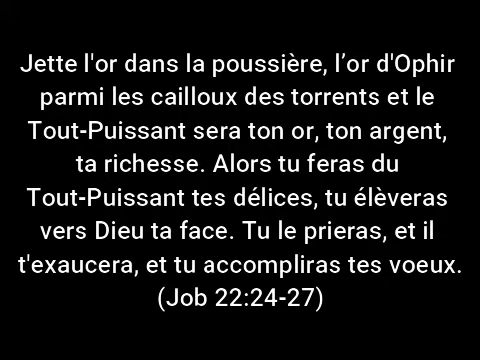 Jette l'or dans la poussière, l’or d'Ophir
parmi les cailloux des torrents et le
Tout-Puissant sera ton or, ton argent,
ta richesse. Alors tu feras du
Tout-Puissant tes délices, tu élèveras
vers Dieu ta face. Tu le prieras, et il
t'exaucera, et tu accompliras tes voeux.
(Job 22:24-27)